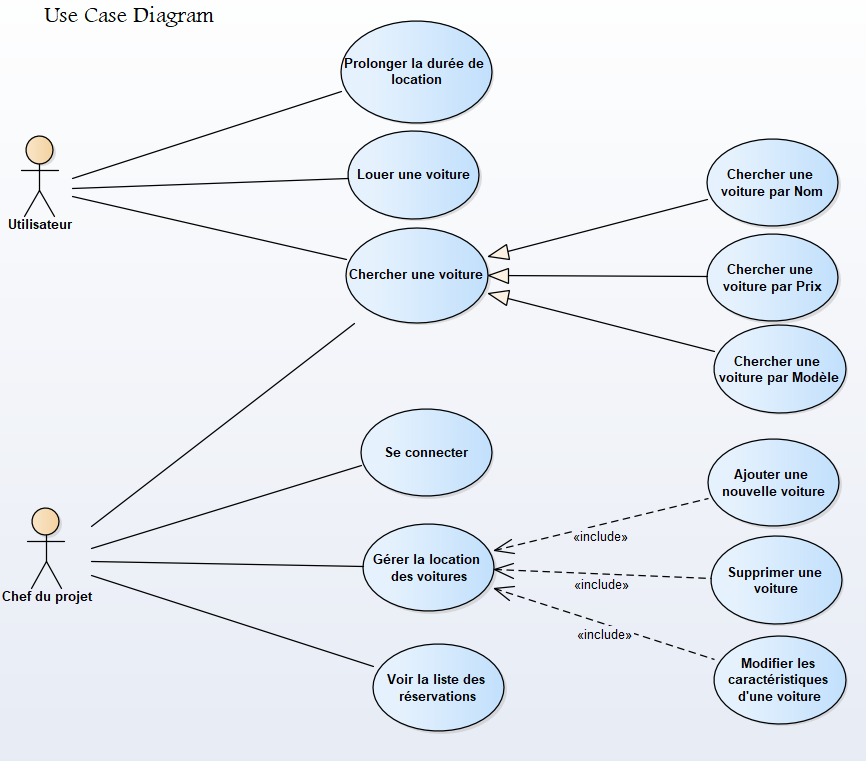 Use Case Diagram
Prolonger la durée de
location
Louer une voiture
Utilisateur
Chercher une voiture
Chercher une
voiture par Nom
Chercher une
voiture par Prix
Chercher une
voiture par Modèle
Se connecter
Chef du projet
Gérer la location
des voitures
Voir la liste des
réservations
«include»
«include»
«include»
Ajouter une
nouvelle voiture
Supprimer une
voiture
Modifier les
caractéristiques
d'une voiture